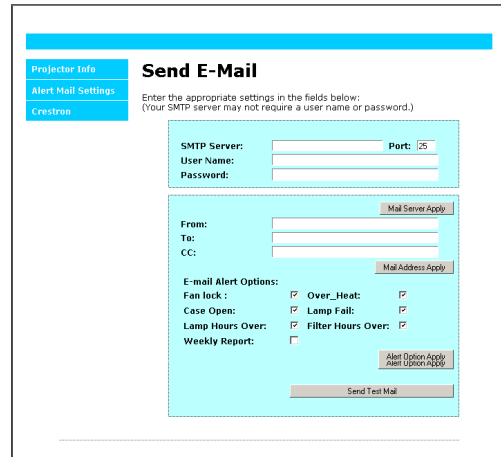 Projector Info
Alert Mail Settings
Crestron
Send E-Mail
Enter the appropriate settings in the fields below:
(Your SMTP server may not require a user name or password.)
SMTP Server: Port: 25
User Name:
Password:
Mail Server Apply
From:
To:
CC:
Mail Address Apply
E-mail Alert Options:
Fan lock : Over_Heat:
Case Open: Lamp Fail:
Lamp Hours Over: Filter Hours Over:
Weekly Report:
Alert Option Apply
Alert Option Apply
Send Test Mail